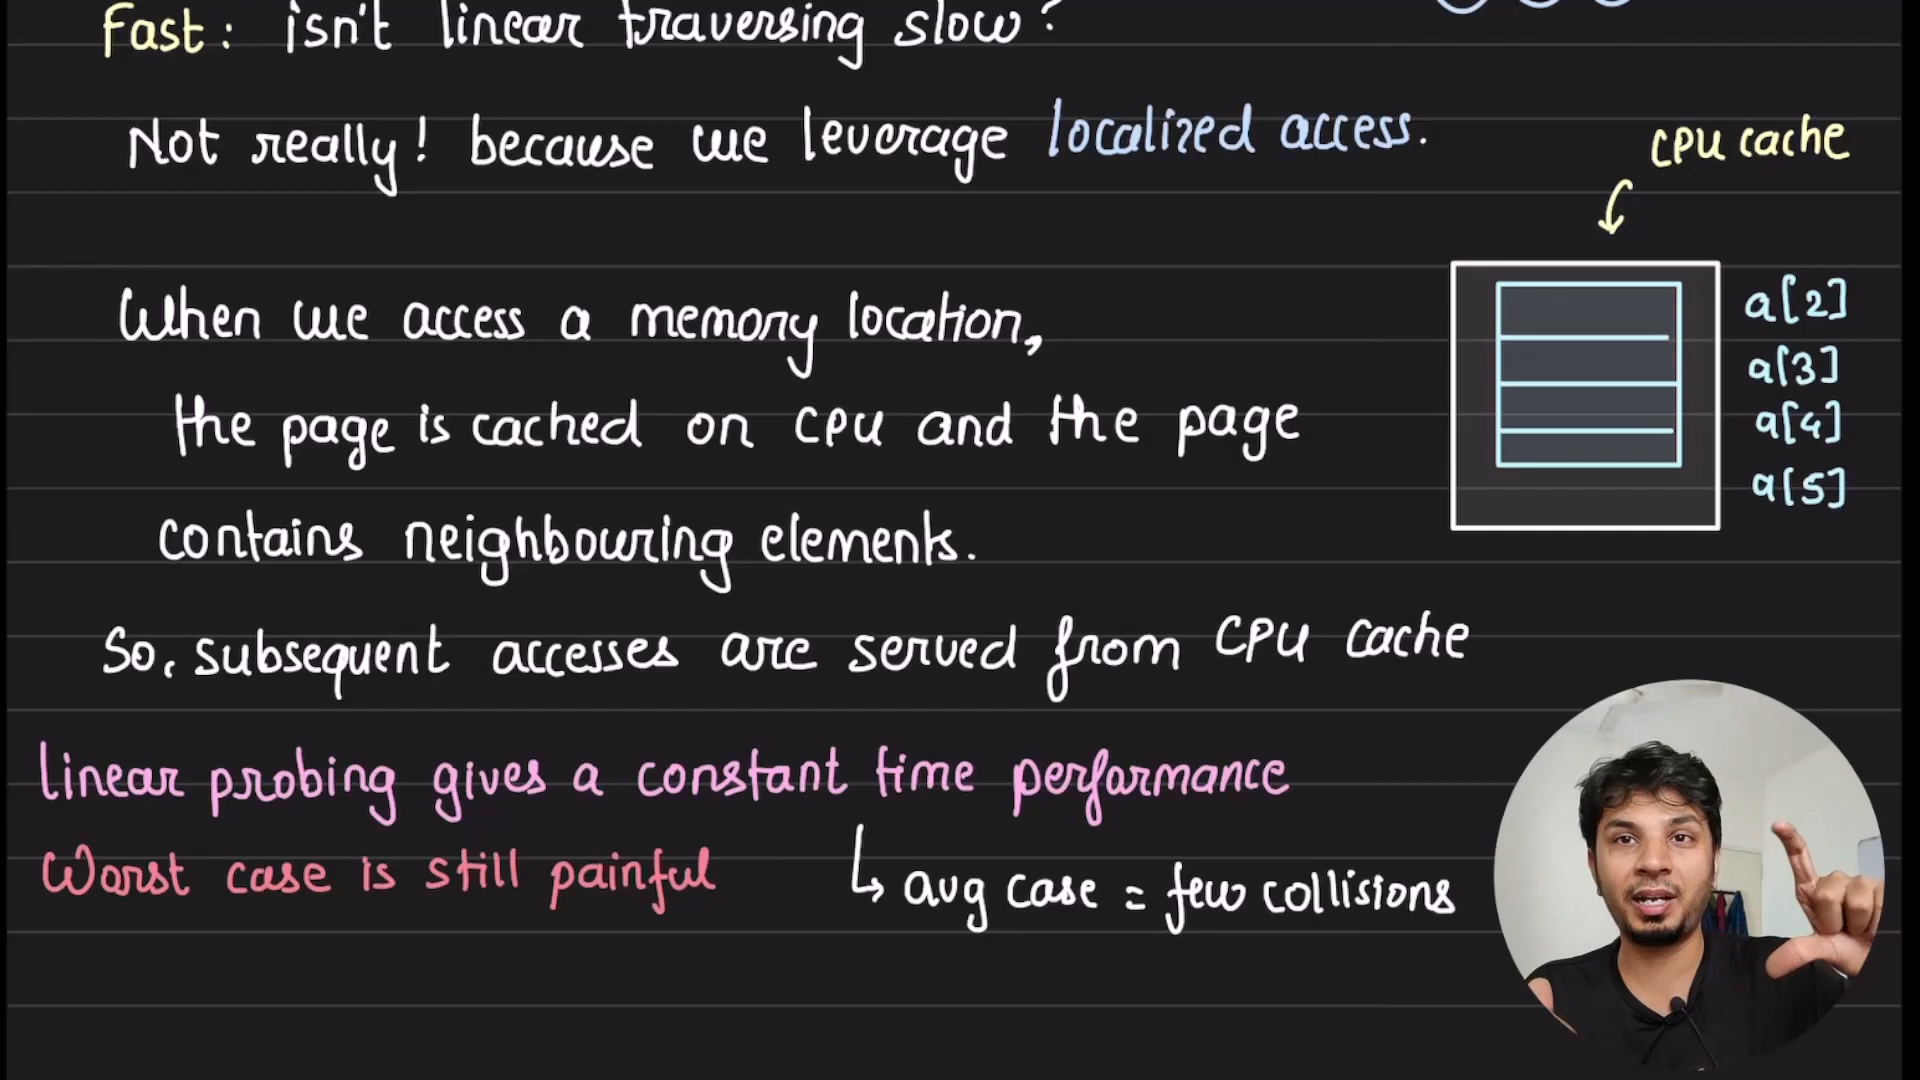 Fast: isn't linear traversing slow?
Not really! because we leverage localized access.
CPU cache
When we access a memory location,
the page is cached on CPU and the page
contains neighbouring elements.
a[2]
a[3]
a[4]
a[5]
So, subsequent accesses are served from CPU cache
linear probing gives a constant time performance
Worst case is still painful
↳ avg case = few collisions